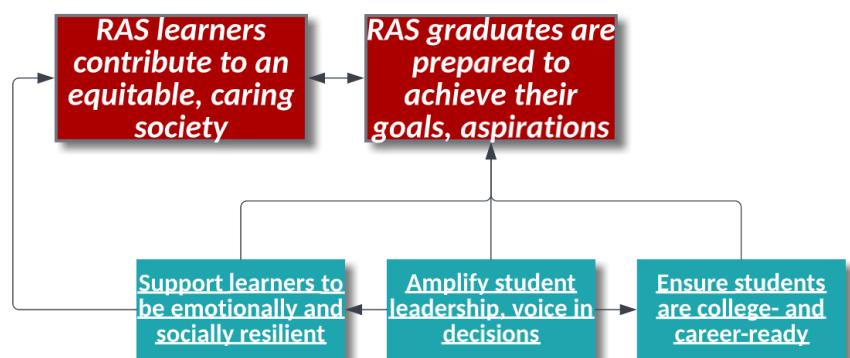 RAS learners
contribute to an
equitable, caring
society
RAS graduates are
prepared to
achieve their
goals, aspirations
Support learners to
be emotionally and
socially resilient
Amplify student
leadership, voice in
decisions
Ensure students
are college- and
career-ready